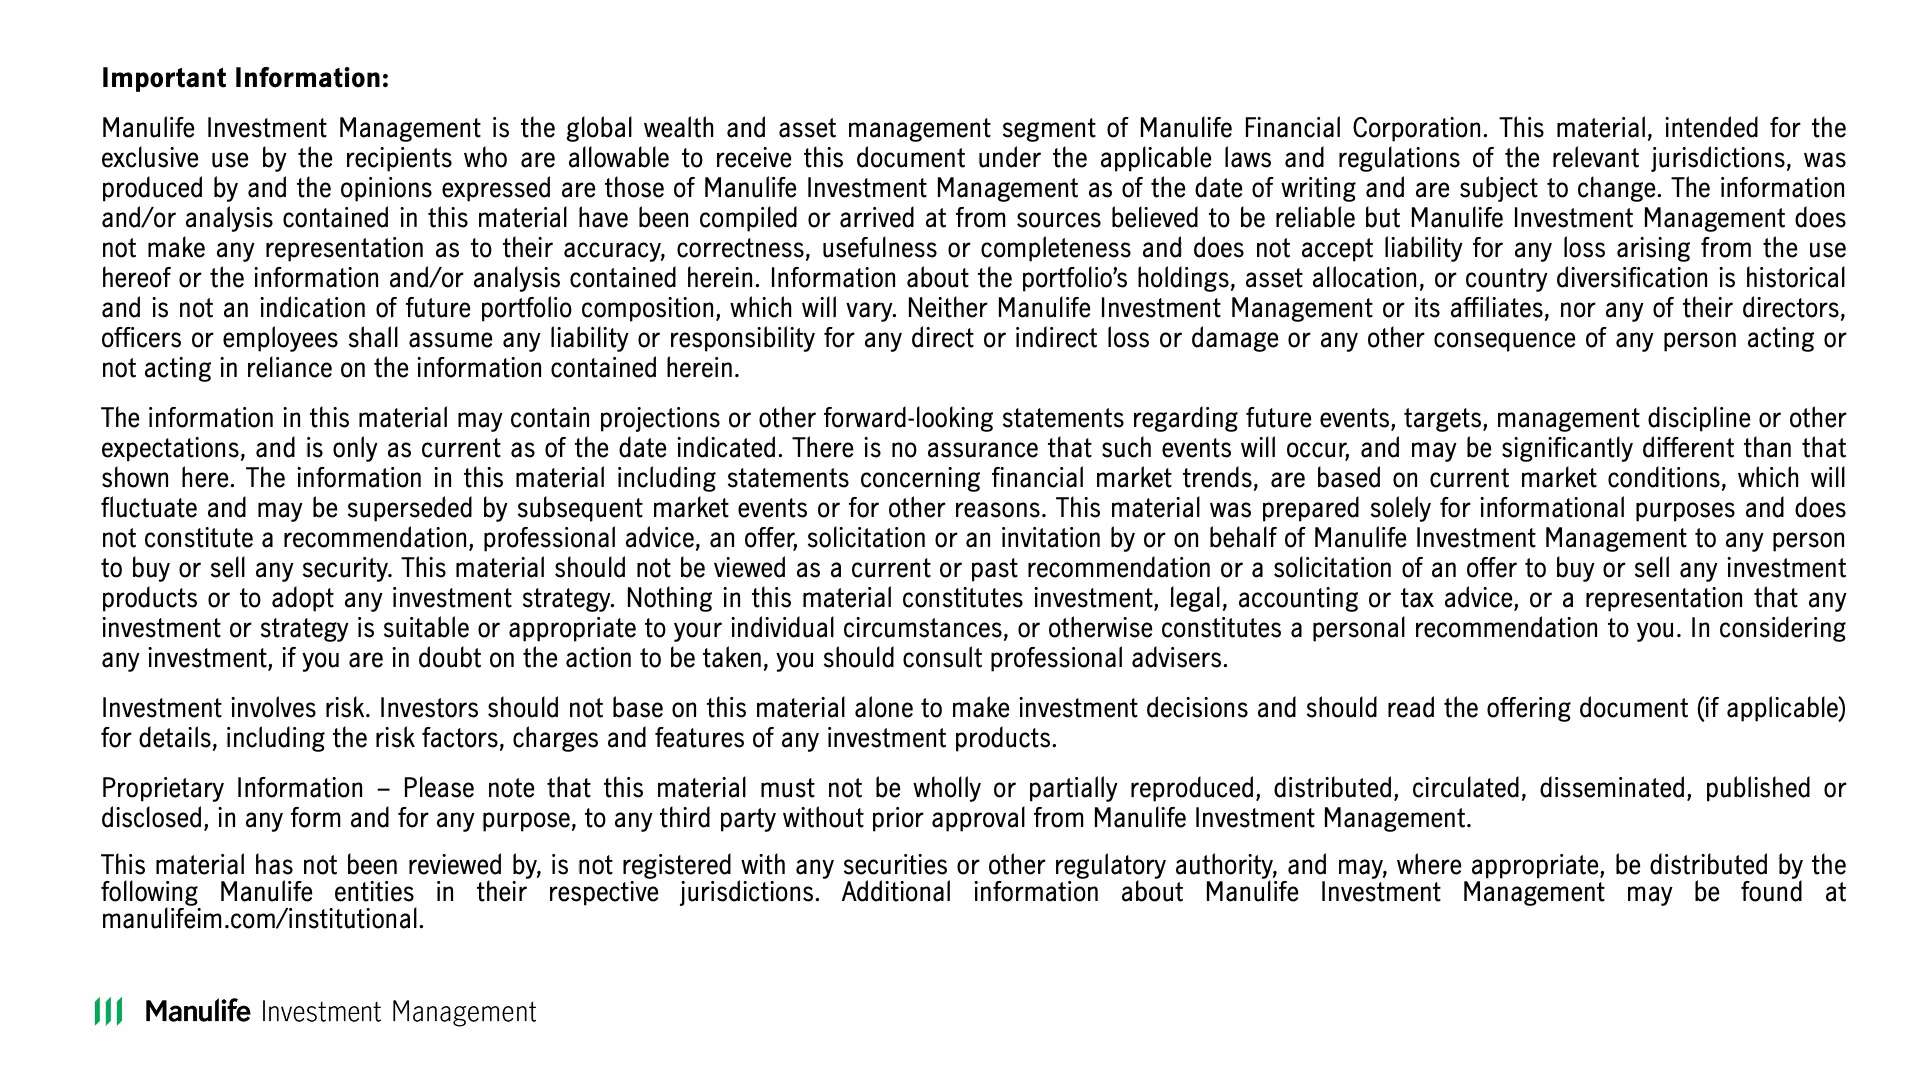 Important Information:
Manulife Investment Management is the global wealth and asset management segment of Manulife Financial Corporation. This material, intended for the
exclusive use by the recipients who are allowable to receive this document under the applicable laws and regulations of the relevant jurisdictions, was
produced by and the opinions expressed are those of Manulife Investment Management as of the date of writing and are subject to change. The information
and/or analysis contained in this material have been compiled or arrived at from sources believed to be reliable but Manulife Investment Management does
not make any representation as to their accuracy, correctness, usefulness or completeness and does not accept liability for any loss arising from the use
hereof or the information and/or analysis contained herein. Information about the portfolio’s holdings, asset allocation, or country diversification is historical
and is not an indication of future portfolio composition, which will vary. Neither Manulife Investment Management or its affiliates, nor any of their directors,
officers or employees shall assume any liability or responsibility for any direct or indirect loss or damage or any other consequence of any person acting or
not acting in reliance on the information contained herein.
The information in this material may contain projections or other forward-looking statements regarding future events, targets, management discipline or other
expectations, and is only as current as of the date indicated. There is no assurance that such events will occur, and may be significantly different than that
shown here. The information in this material including statements concerning financial market trends, are based on current market conditions, which will
fluctuate and may be superseded by subsequent market events or for other reasons. This material was prepared solely for informational purposes and does
not constitute a recommendation, professional advice, an offer, solicitation or an invitation by or on behalf of Manulife Investment Management to any person
to buy or sell any security. This material should not be viewed as a current or past recommendation or a solicitation of an offer to buy or sell any investment
products or to adopt any investment strategy. Nothing in this material constitutes investment, legal, accounting or tax advice, or a representation that any
investment or strategy is suitable or appropriate to your individual circumstances, or otherwise constitutes a personal recommendation to you. In considering
any investment, if you are in doubt on the action to be taken, you should consult professional advisers.
Investment involves risk. Investors should not base on this material alone to make investment decisions and should read the offering document (if applicable)
for details, including the risk factors, charges and features of any investment products.
Proprietary Information – Please note that this material must not be wholly or partially reproduced, distributed, circulated, disseminated, published or
disclosed, in any form and for any purpose, to any third party without prior approval from Manulife Investment Management.
This material has not been reviewed by, is not registered with any securities or other regulatory authority, and may, where appropriate, be distributed by the
following Manulife entities in their respective jurisdictions. Additional information about Manulife Investment Management may be found at
manulifeim.com/institutional.
Manulife Investment Management